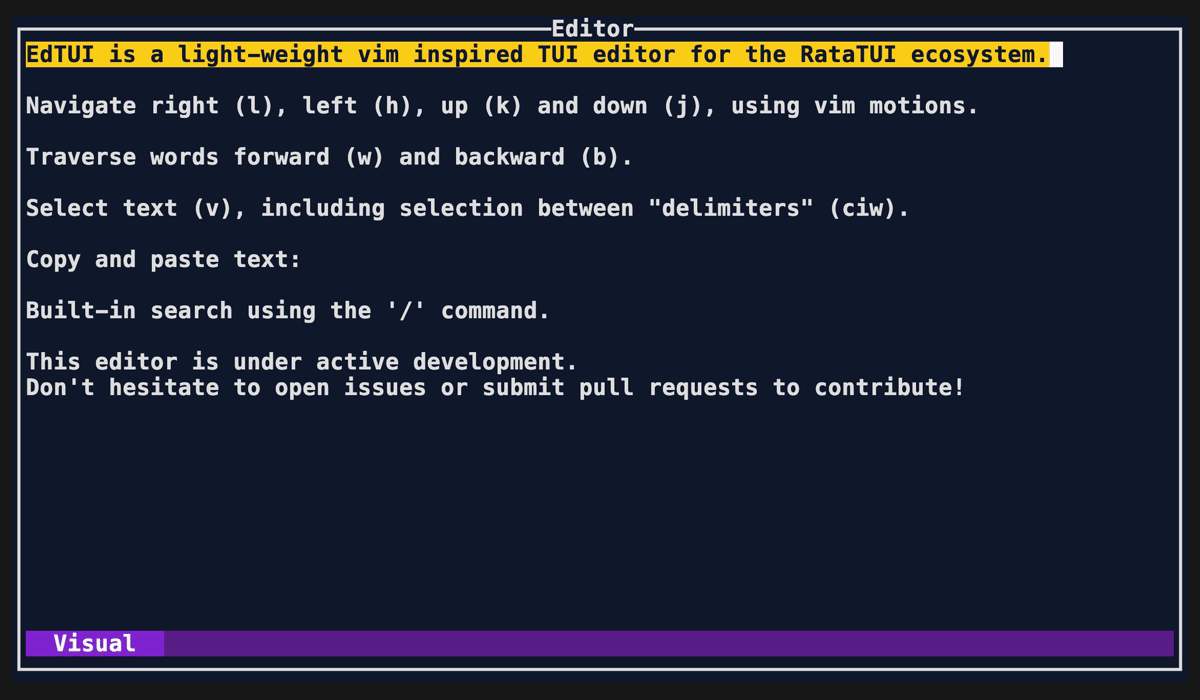 Editor
EdTUI is a light-weight vim inspired TUI editor for the RataTUI ecosystem.
Navigate right (l), left (h), up (k) and down (j), using vim motions.
Traverse words forward (w) and backward (b).
Select text (v), including selection between "delimiters" (ciw).
Copy and paste text:
Built-in search using the '/' command.
This editor is under active development.
Don't hesitate to open issues or submit pull requests to contribute!
Visual